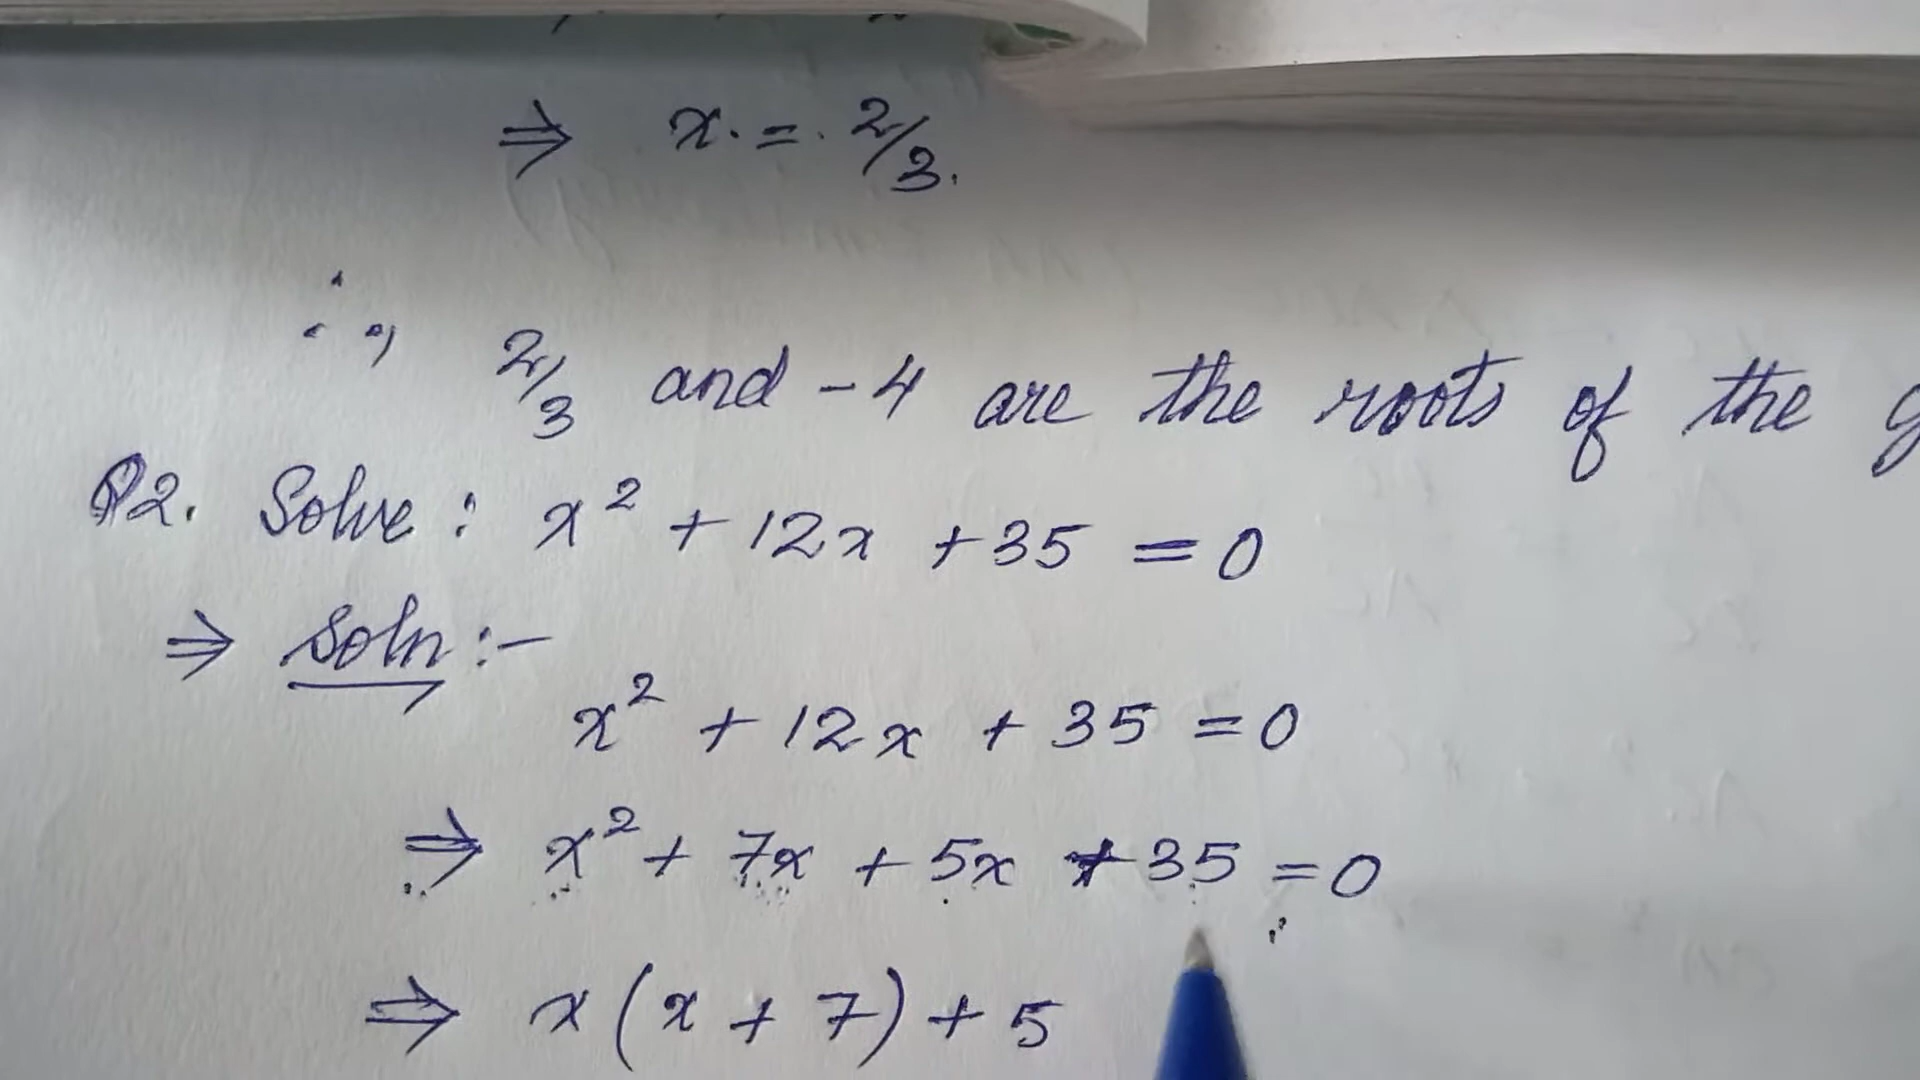 ⇒ x. = 2/3.
∴, 2/3 and -4 are the roots of the
Q2. Solve : x² + 12x + 35 = 0
⇒ Soln :-
x² + 12x + 35 = 0
⇒ x² + 7x + 5x + 35 = 0
⇒ x (x + 7) + 5